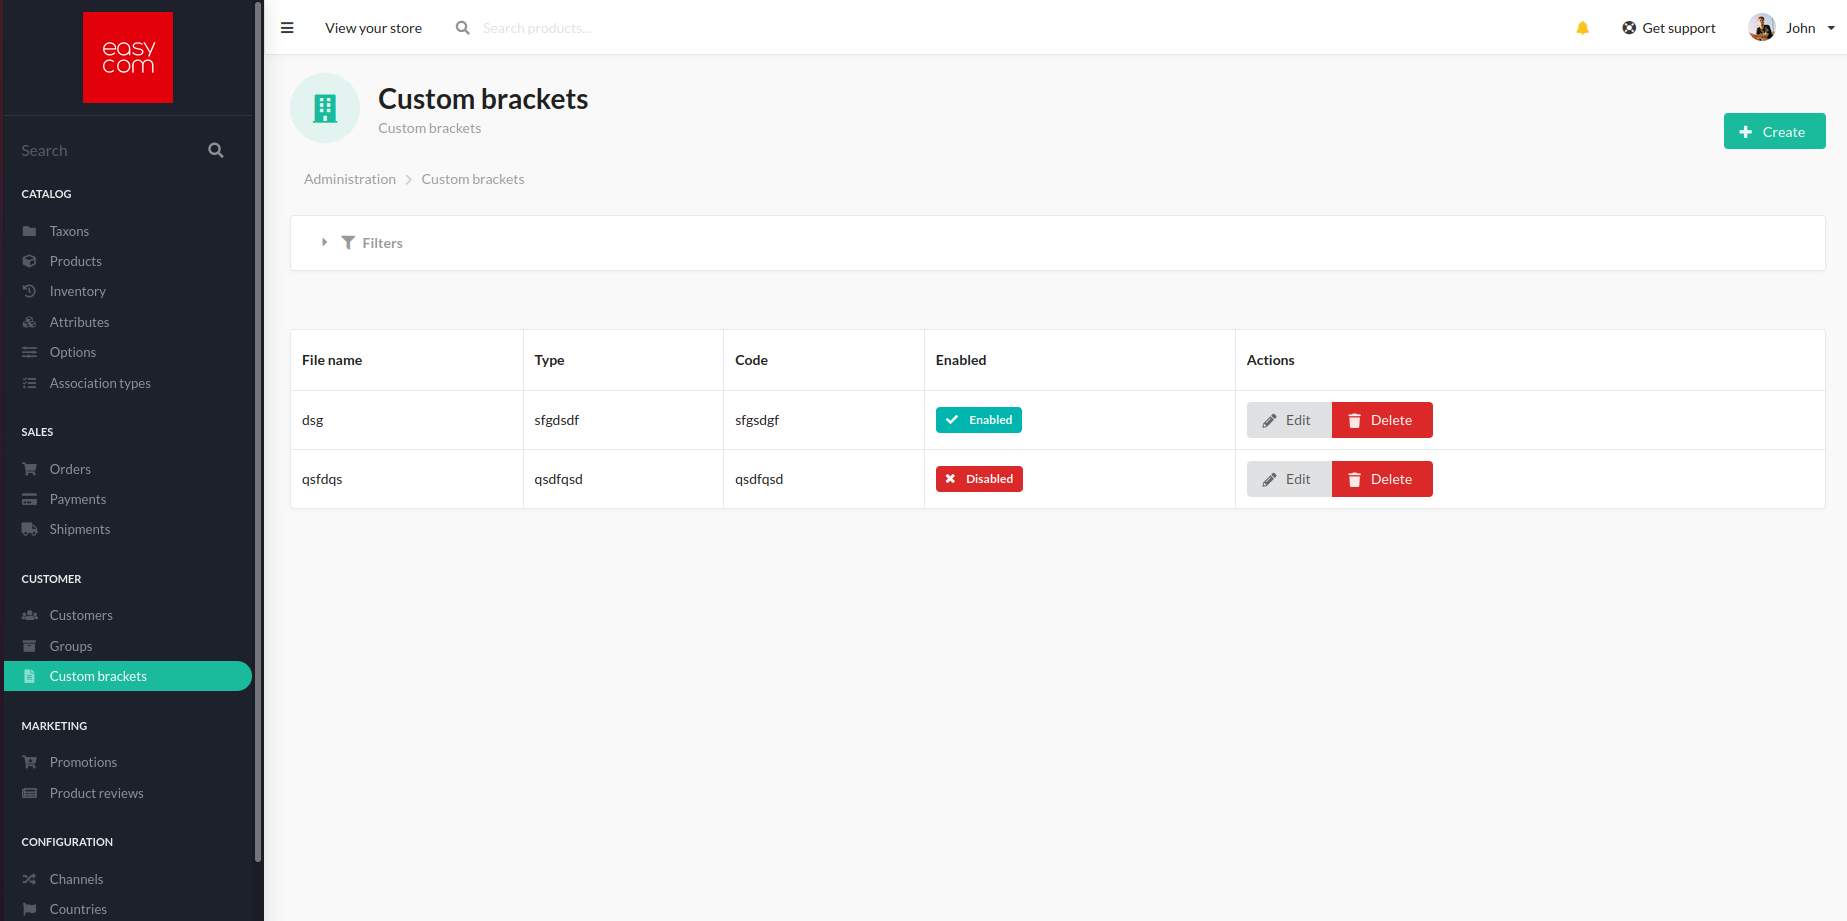 easy
com
View your store
Search products...
Get support
John
Custom brackets
Custom brackets
Create
Administration
Custom brackets
Filters
File name Type Code Enabled Actions
dsg sfgdsdf sfgsdgf Enabled Edit Delete
qsfdqs qsdfqsd qsdfqsd Disabled Edit Delete
Search
CATALOG
Taxons
Products
Inventory
Attributes
Options
Association types
SALES
Orders
Payments
Shipments
CUSTOMER
Customers
Groups
Custom brackets
MARKETING
Promotions
Product reviews
CONFIGURATION
Channels
Countries